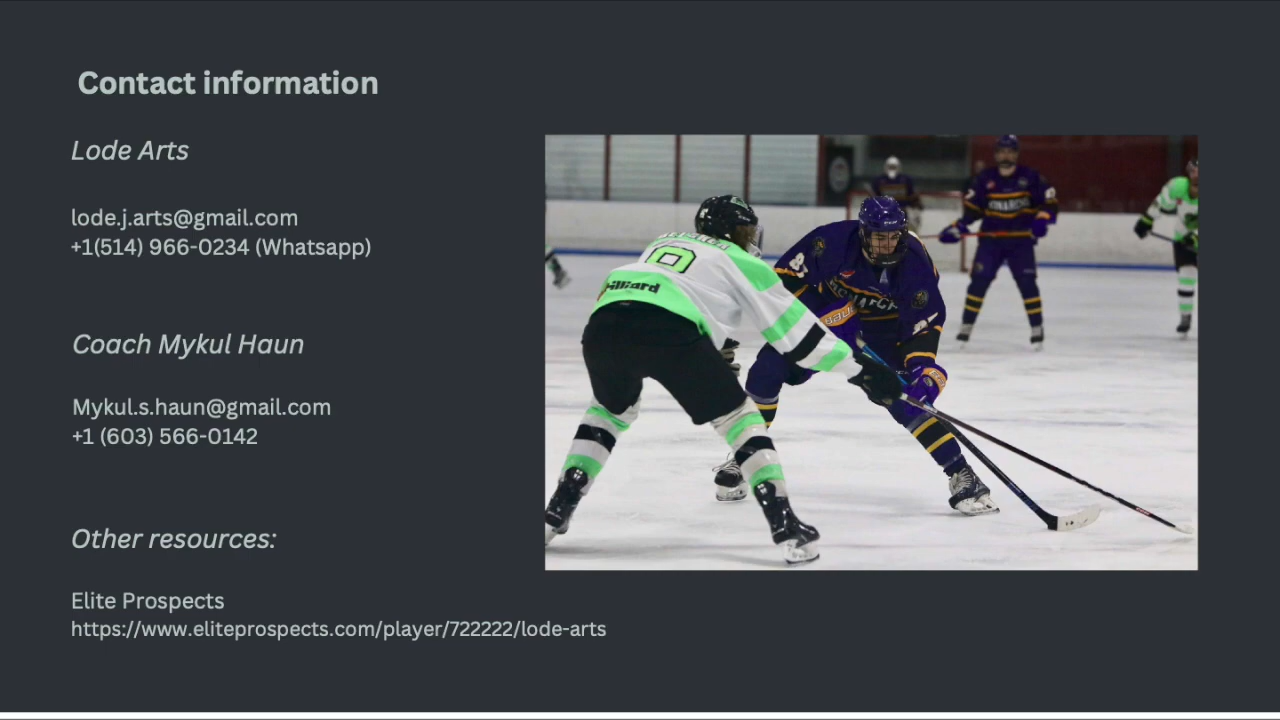 Contact information
Lode Arts
lode.j.arts@gmail.com
+1(514) 966-0234 (Whatsapp)
Coach Mykul Haun
Mykul.s.haun@gmail.com
+1 (603) 566-0142
Other resources:
Elite Prospects
https://www.eliteprospects.com/player/722222/lode-arts
87